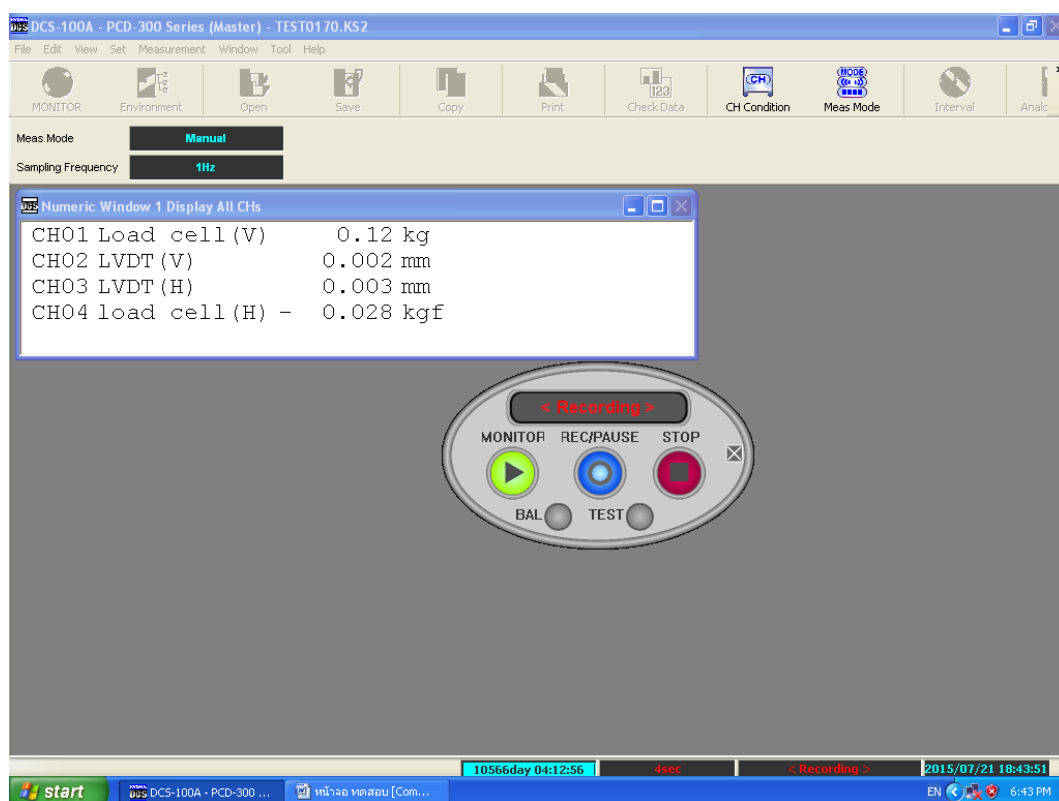 DCS DCS-100A - PCD-300 Series (Master) - TEST0170.KS2
File Edit View Set Measurement Window Tool Help
MONITOR Environment Open Save Copy Print Check Data CH Condition Meas Mode Interval Analc
Meas Mode Manual
Sampling Frequency 1Hz
DCS Numeric Window 1 Display All CHs
CH01 Load cell(V) 0.12 kg
CH02 LVDT(V) 0.002 mm
CH03 LVDT(H) 0.003 mm
CH04 load cell(H) - 0.028 kgf
< Recording >
MONITOR REC/PAUSE STOP
BAL TEST
10566day 04:12:56 4sec < Recording > 2015/07/21 18:43:51
start DCS DCS-100A - PCD-300 ... หน้าจอ ทดสอบ [Com... EN 6:43 PM